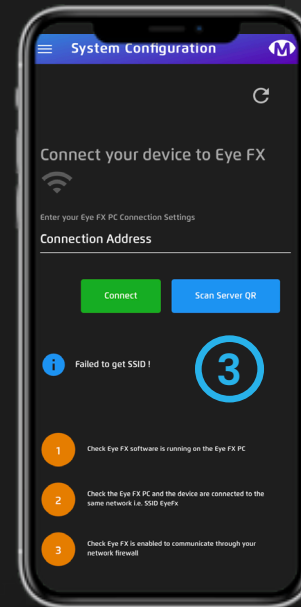 System Configuration
M
Connect your device to Eye FX
Enter your Eye FX PC Connection Settings
Connection Address
Connect
Scan Server QR
i
Failed to get SSID !
3
1
Check Eye FX software is running on the Eye FX PC
2
Check the Eye FX PC and the device are connected to the
same network i.e. SSID EyeFx
3
Check Eye FX is enabled to communicate through your
network firewall